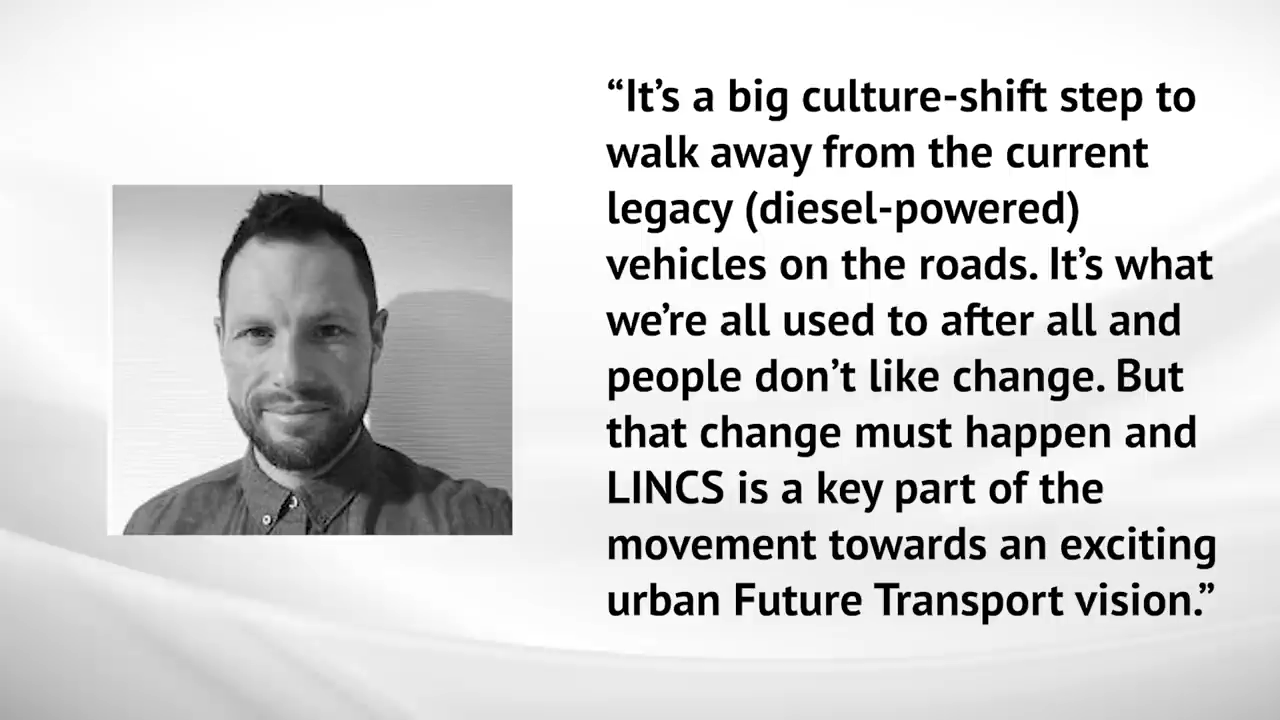 “It’s a big culture-shift step to
walk away from the current
legacy (diesel-powered)
vehicles on the roads. It’s what
we’re all used to after all and
people don’t like change. But
that change must happen and
LINCS is a key part of the
movement towards an exciting
urban Future Transport vision.”